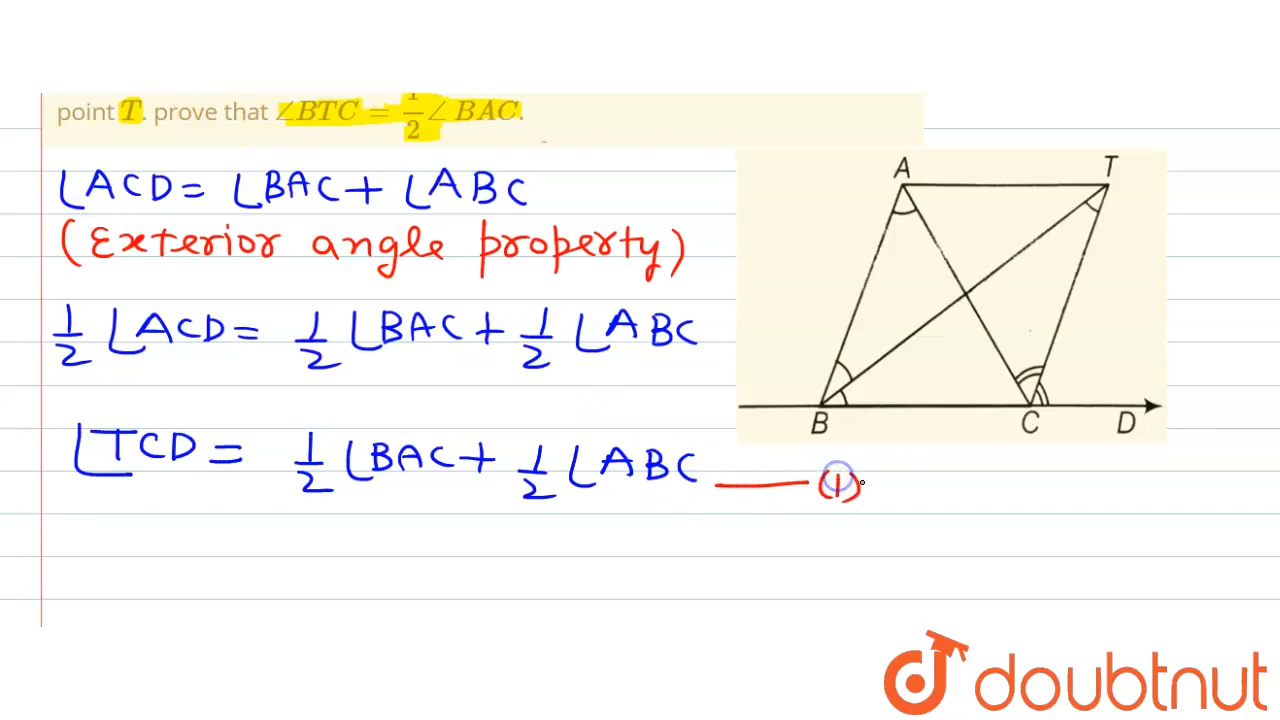 point T. prove that ∠BTC = 1/2 ∠ BAC.
∠ACD = ∠BAC + ∠ABC
(Exterior angle property)
1/2 ∠ACD = 1/2 ∠BAC + 1/2 ∠ABC
∠TCD = 1/2 ∠BAC + 1/2 ∠ABC —— (1)
A T
B C D
doubtnut